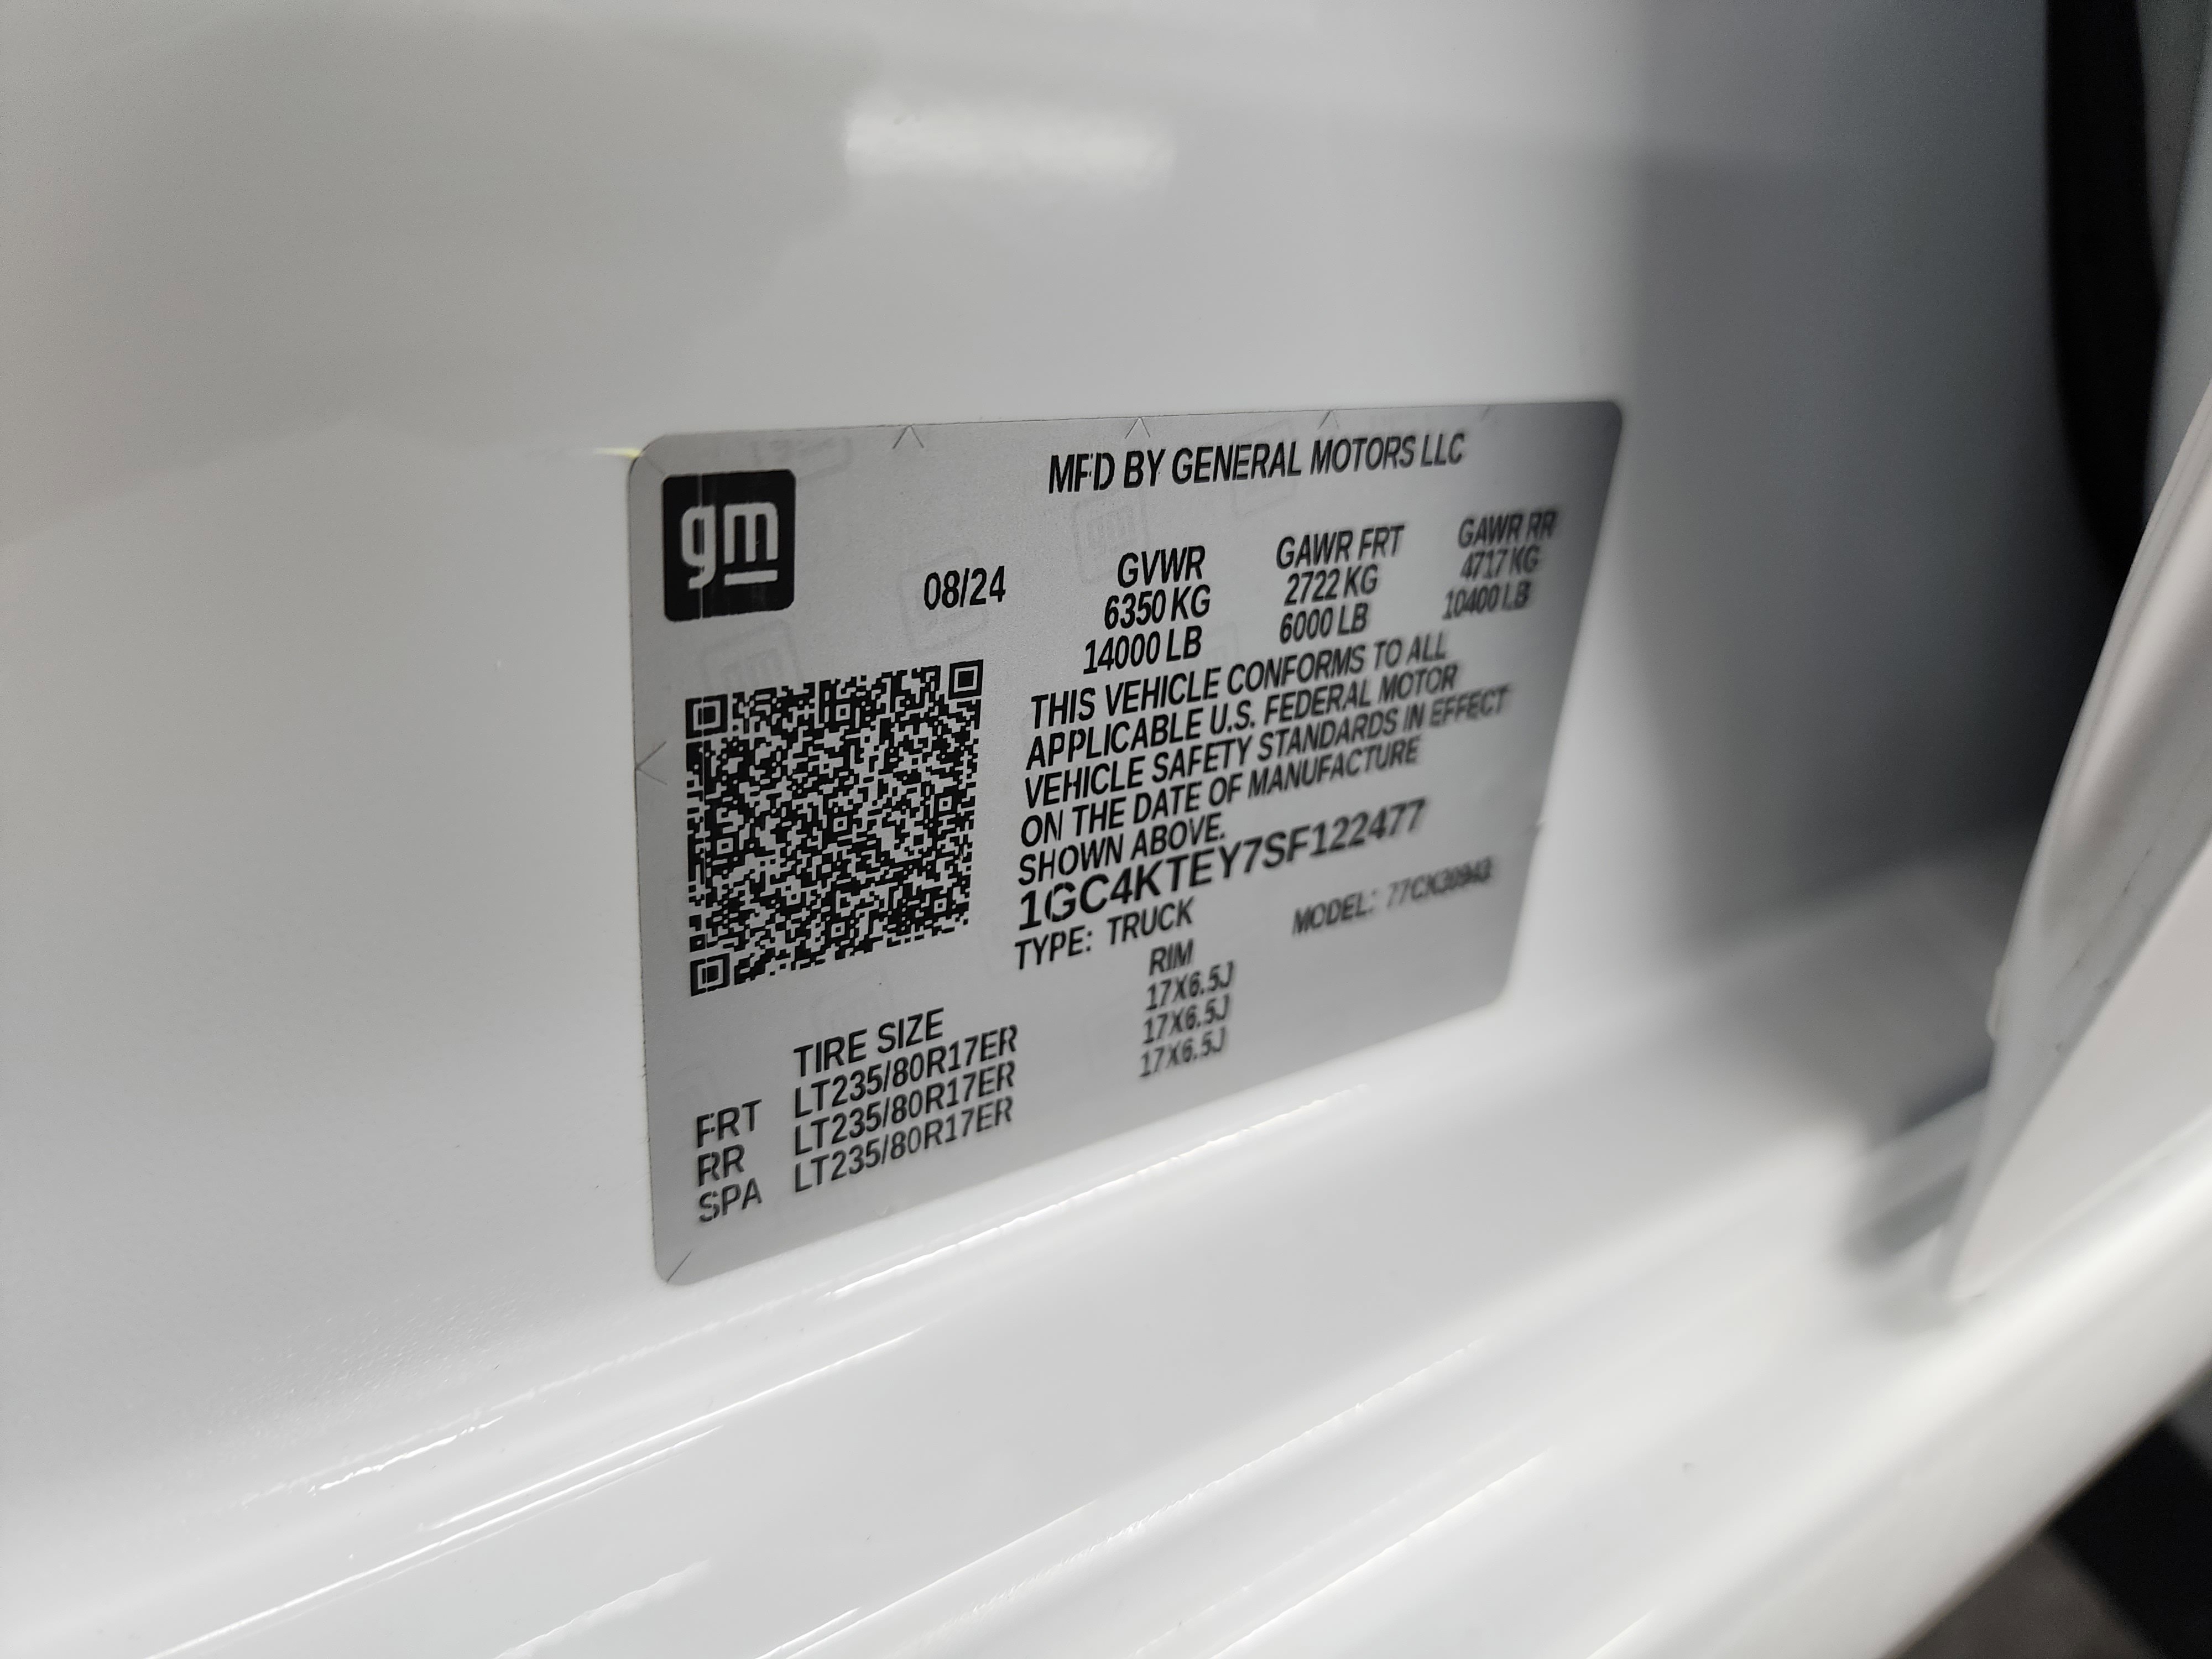 gm
MFD BY GENERAL MOTORS LLC
08/24
GVWR GAWR FRT GAWR RR
6350 KG 2722 KG 4717 KG
14000 LB 6000 LB 10400 LB
THIS VEHICLE CONFORMS TO ALL
APPLICABLE U.S. FEDERAL MOTOR
VEHICLE SAFETY STANDARDS IN EFFECT
ON THE DATE OF MANUFACTURE
SHOWN ABOVE.
1GC4KTEY7SF122477
TYPE: TRUCK MODEL: 77CK30943
TIRE SIZE RIM
FRT LT235/80R17ER 17X6.5J
RR LT235/80R17ER 17X6.5J
SPA LT235/80R17ER 17X6.5J